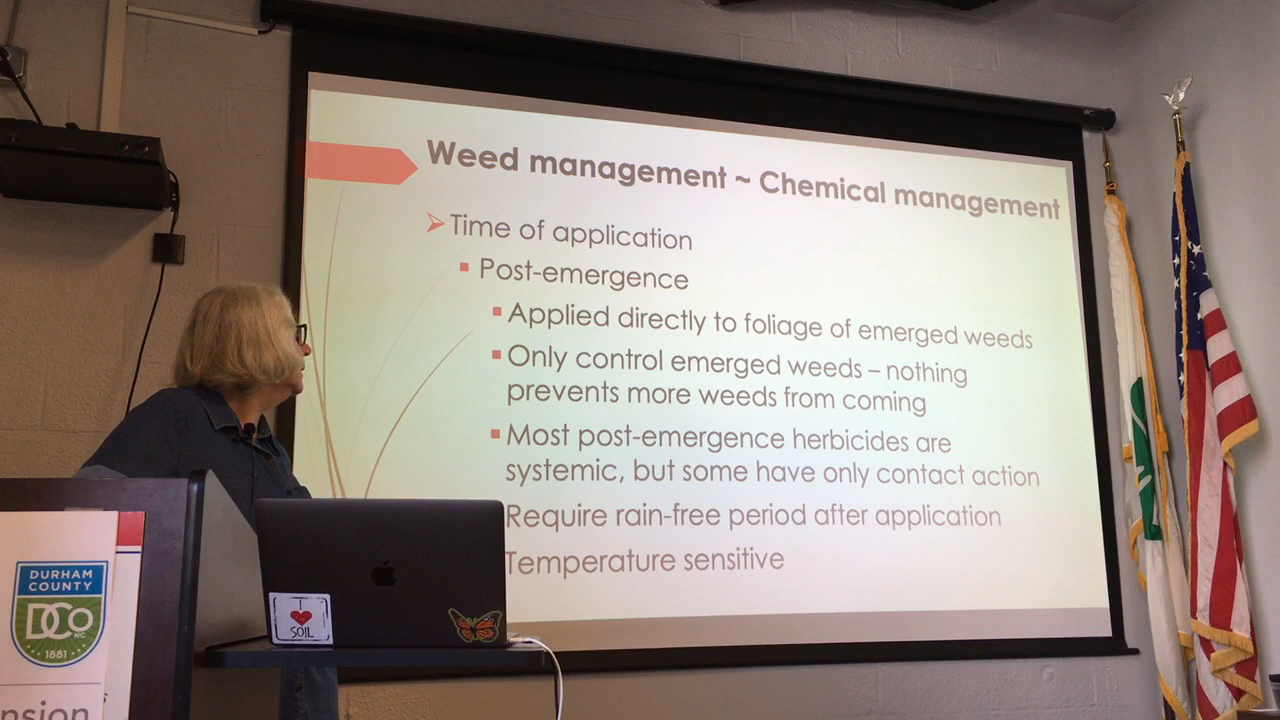 Weed management ~ Chemical management
Time of application
Post-emergence
Applied directly to foliage of emerged weeds
Only control emerged weeds – nothing
prevents more weeds from coming
Most post-emergence herbicides are
systemic, but some have only contact action
Require rain-free period after application
Temperature sensitive
I
SOIL
DURHAM
COUNTY
DCo
NC
1881
nsion